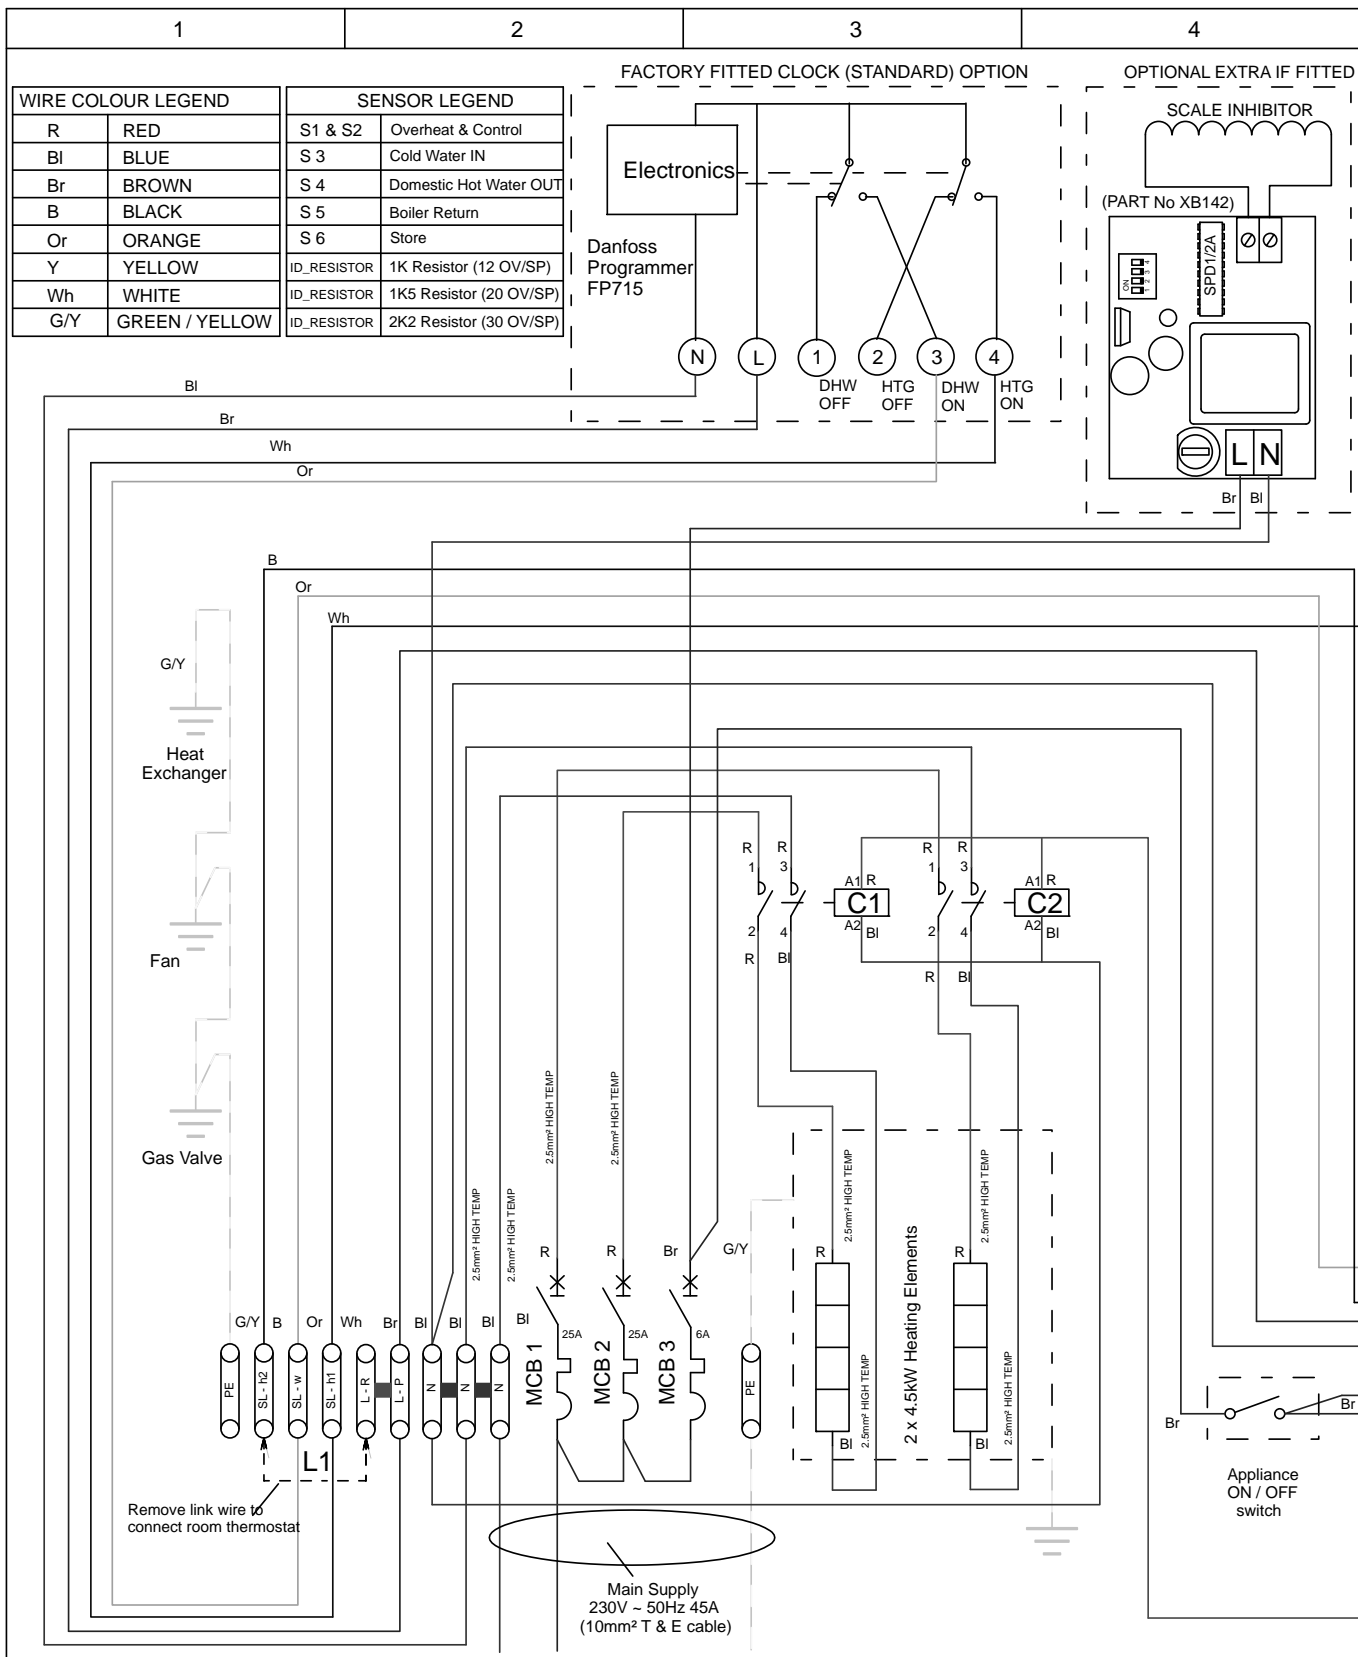 1
2
3
4
FACTORY FITTED CLOCK (STANDARD) OPTION
OPTIONAL EXTRA IF FITTED
WIRE COLOUR LEGEND
R RED
Bl BLUE
Br BROWN
B BLACK
Or ORANGE
Y YELLOW
Wh WHITE
G/Y GREEN / YELLOW
SENSOR LEGEND
S1 & S2 Overheat & Control
S 3 Cold Water IN
S 4 Domestic Hot Water OUT
S 5 Boiler Return
S 6 Store
ID_RESISTOR 1K Resistor (12 OV/SP)
ID_RESISTOR 1K5 Resistor (20 OV/SP)
ID_RESISTOR 2K2 Resistor (30 OV/SP)
Electronics
Danfoss
Programmer
FP715
N
L
1
2
3
4
DHW
OFF
HTG
OFF
DHW
ON
HTG
ON
SCALE INHIBITOR
(PART No XB142)
SPD1/2A
ON
1 2 3 4
L N
Br Bl
Bl
Br
Wh
Or
B
Or
Wh
G/Y
Heat
Exchanger
Fan
Gas Valve
R R
1 3
2 4
R Bl
A1 R
C1
A2 Bl
R R
1 3
2 4
R Bl
A1 R
C2
A2 Bl
2.5mm² HIGH TEMP
2.5mm² HIGH TEMP
2.5mm² HIGH TEMP
2.5mm² HIGH TEMP
2.5mm² HIGH TEMP
2.5mm² HIGH TEMP
R
R
Br
G/Y
R
R
G/Y B Or Wh Br Bl Bl Bl Bl
25A
25A
6A
MCB 1
MCB 2
MCB 3
PE
SL - h2
SL - w
SL - h1
L - R
L - P
N
N
N
PE
2.5mm² HIGH TEMP
2.5mm² HIGH TEMP
2 x 4.5kW Heating Elements
Bl
Bl
L1
Remove link wire to
connect room thermostat
Main Supply
230V ~ 50Hz 45A
(10mm² T & E cable)
Br
Br
Appliance
ON / OFF
switch